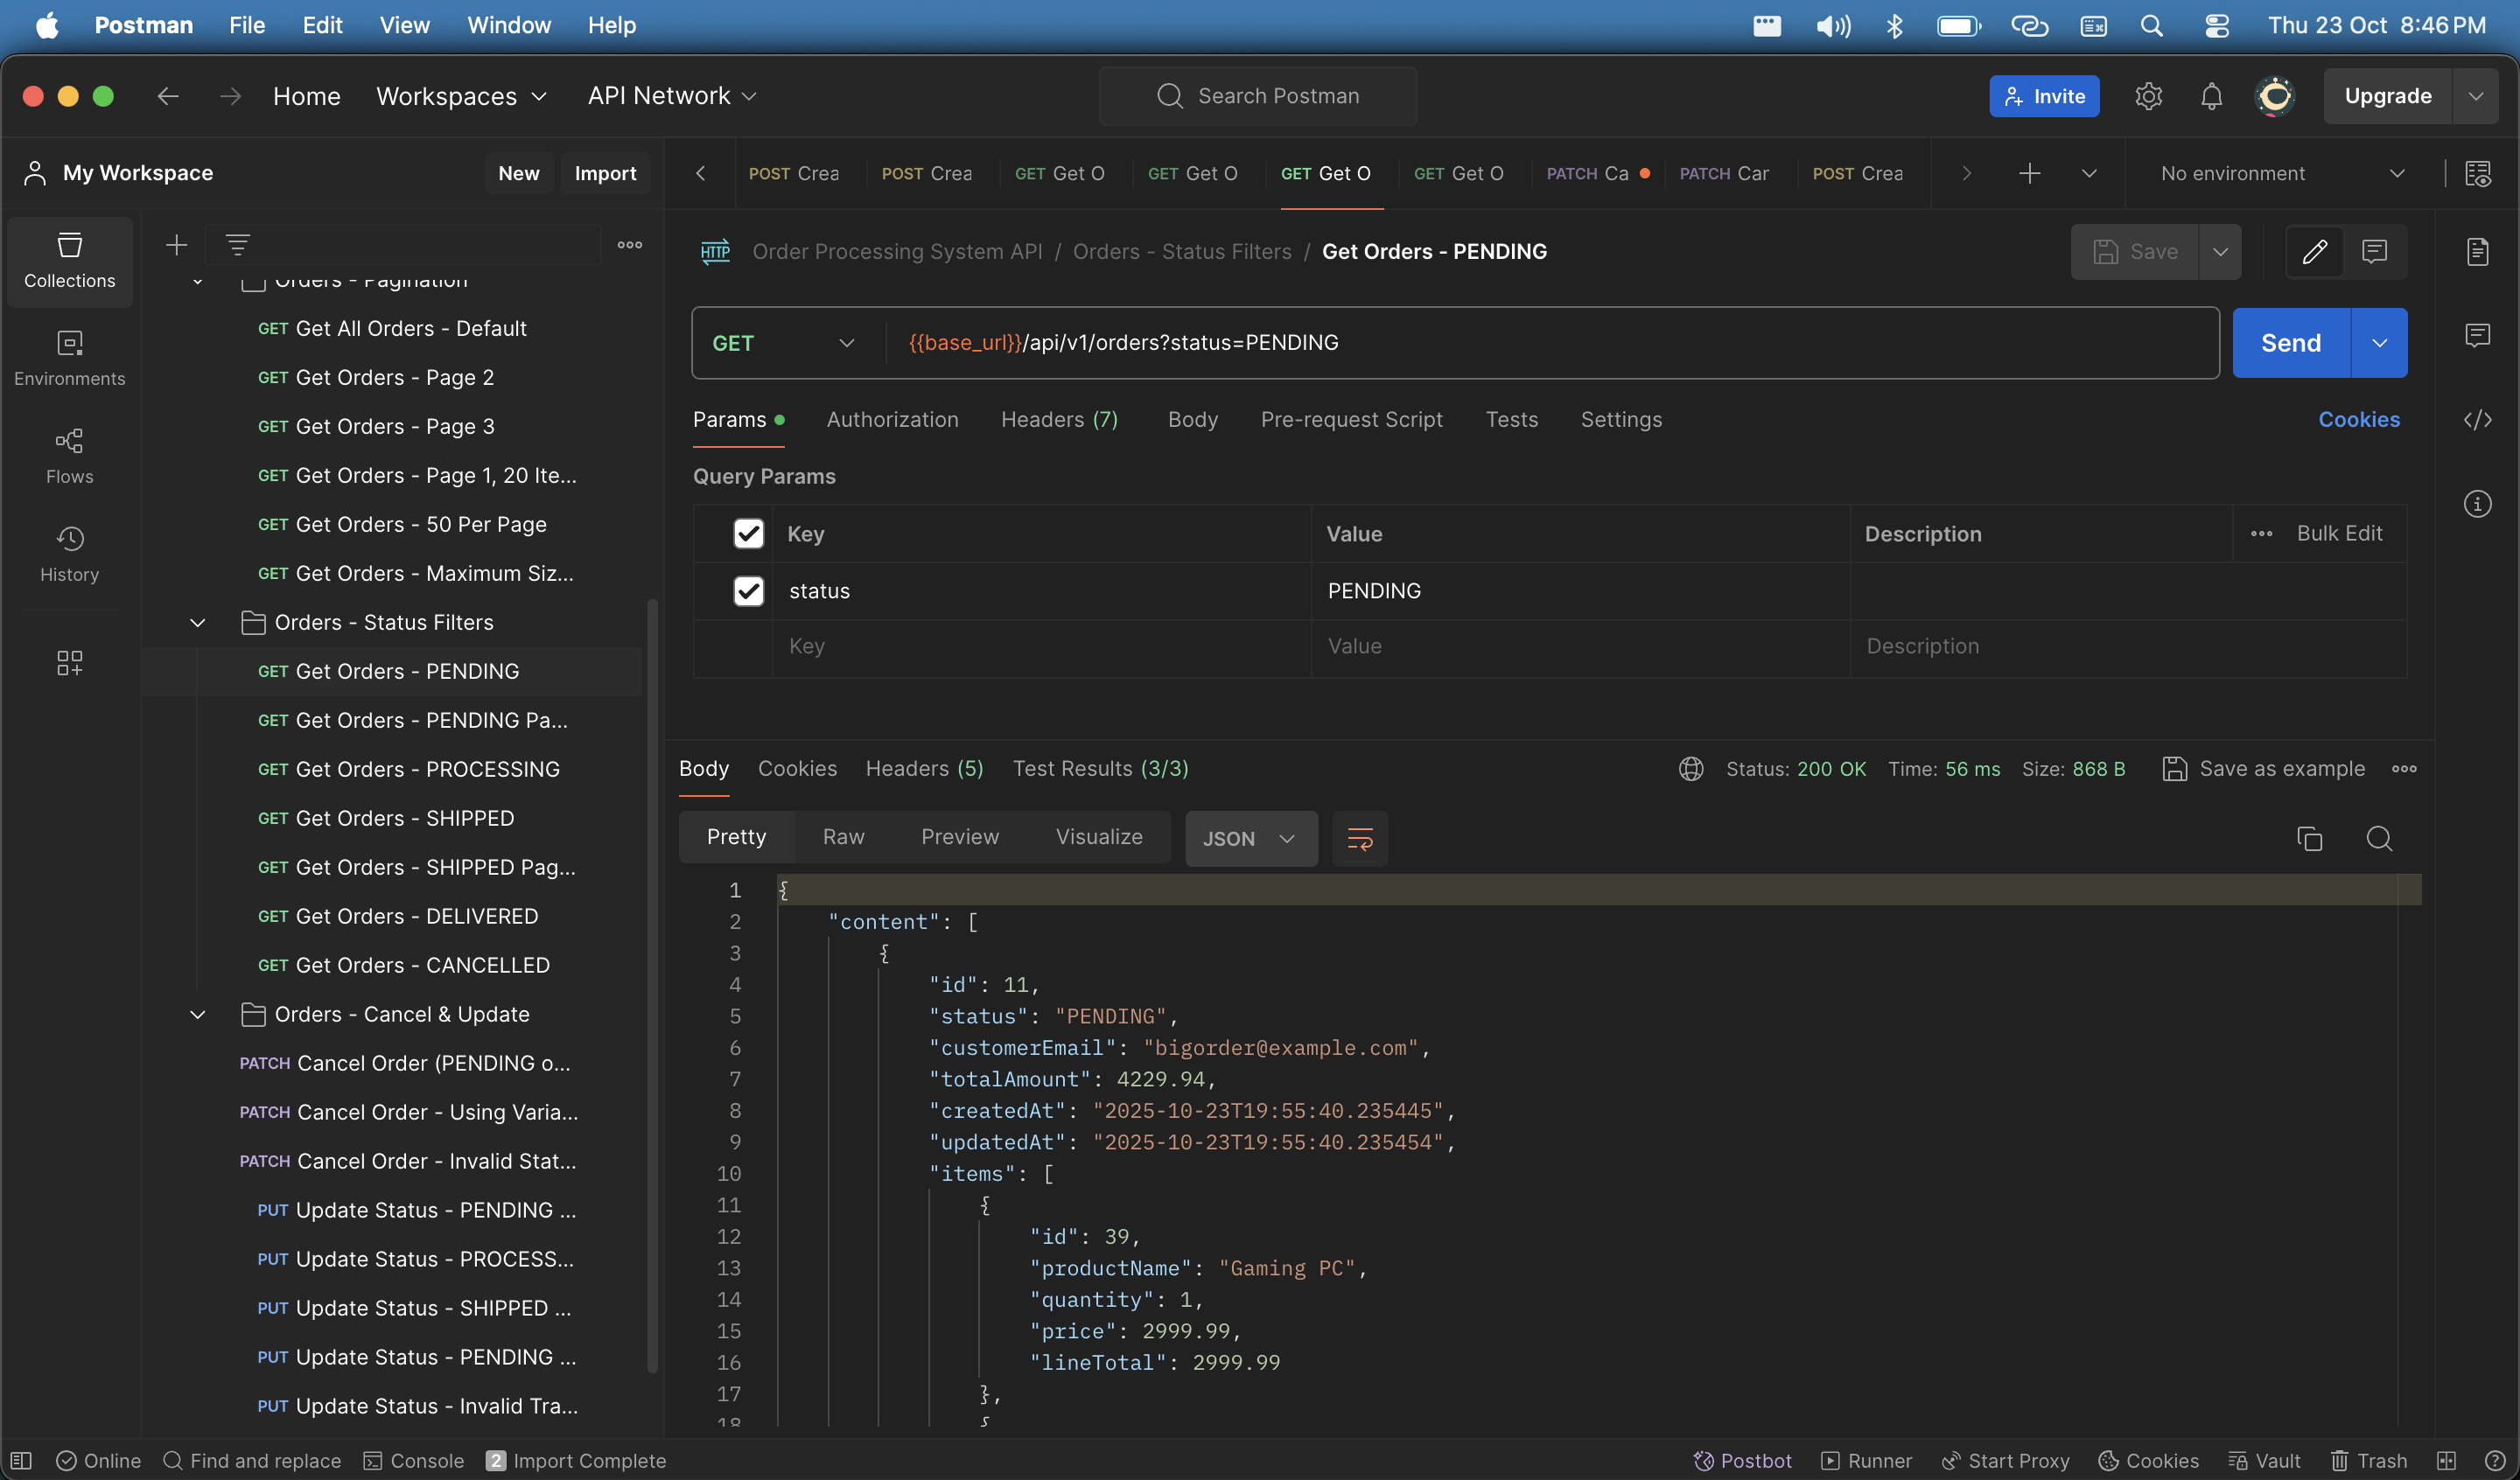 Postman File Edit View Window Help Thu 23 Oct 8:46 PM
Home Workspaces API Network Search Postman Invite Upgrade
My Workspace New Import
POST Crea POST Crea GET Get O GET Get O GET Get O GET Get O PATCH Ca PATCH Car POST Crea No environment
Collections
Environments
Flows
History
Orders - Pagination
GET Get All Orders - Default
GET Get Orders - Page 2
GET Get Orders - Page 3
GET Get Orders - Page 1, 20 Ite...
GET Get Orders - 50 Per Page
GET Get Orders - Maximum Siz...
Orders - Status Filters
GET Get Orders - PENDING
GET Get Orders - PENDING Pa...
GET Get Orders - PROCESSING
GET Get Orders - SHIPPED
GET Get Orders - SHIPPED Pag...
GET Get Orders - DELIVERED
GET Get Orders - CANCELLED
Orders - Cancel & Update
PATCH Cancel Order (PENDING o...
PATCH Cancel Order - Using Varia...
PATCH Cancel Order - Invalid Stat...
PUT Update Status - PENDING ...
PUT Update Status - PROCESS...
PUT Update Status - SHIPPED ...
PUT Update Status - PENDING ...
PUT Update Status - Invalid Tra...
HTTP Order Processing System API / Orders - Status Filters / Get Orders - PENDING Save
GET {{base_url}}/api/v1/orders?status=PENDING Send
Params Authorization Headers (7) Body Pre-request Script Tests Settings Cookies
Query Params
Key Value Description Bulk Edit
status PENDING
Key Value Description
Body Cookies Headers (5) Test Results (3/3) Status: 200 OK Time: 56 ms Size: 868 B Save as example
Pretty Raw Preview Visualize JSON
1 {
2 "content": [
3 {
4 "id": 11,
5 "status": "PENDING",
6 "customerEmail": "bigorder@example.com",
7 "totalAmount": 4229.94,
8 "createdAt": "2025-10-23T19:55:40.235445",
9 "updatedAt": "2025-10-23T19:55:40.235454",
10 "items": [
11 {
12 "id": 39,
13 "productName": "Gaming PC",
14 "quantity": 1,
15 "price": 2999.99,
16 "lineTotal": 2999.99
17 },
18 {
Online Find and replace Console 2 Import Complete Postbot Runner Start Proxy Cookies Vault Trash